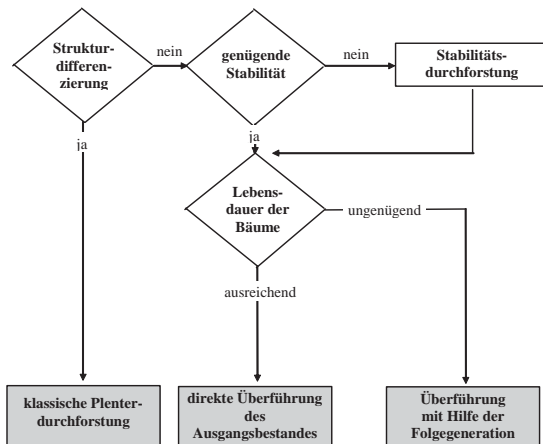 Struktur-
differen-
zierung
nein
genügende
Stabilität
nein
Stabilitäts-
durchforstung
ja
ja
Lebens-
dauer der
Bäume
ungenügend
ausreichend
klassische Plenter-
durchforstung
direkte Überführung
des
Ausgangsbestandes
Überführung
mit Hilfe der
Folgegeneration